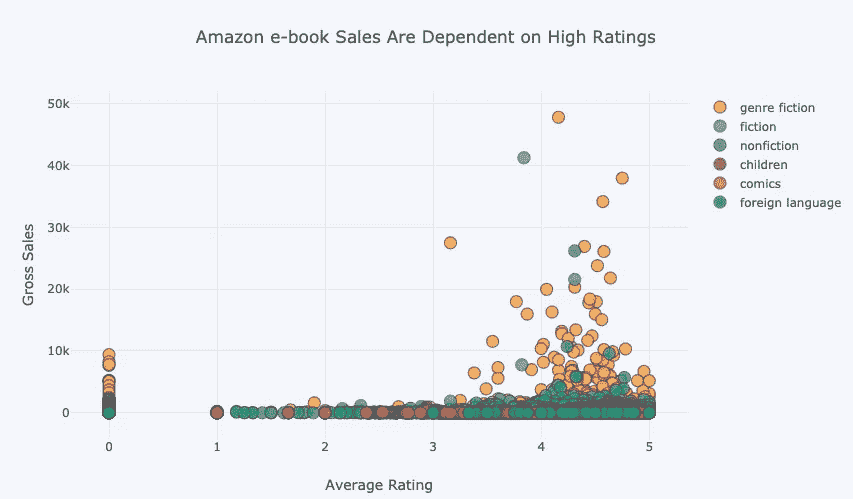 Amazon e-book Sales Are Dependent on High Ratings
50k
40k
30k
20k
10k
0
0
1
2
3
4
5
Gross Sales
Average Rating
genre fiction
fiction
nonfiction
children
comics
foreign language